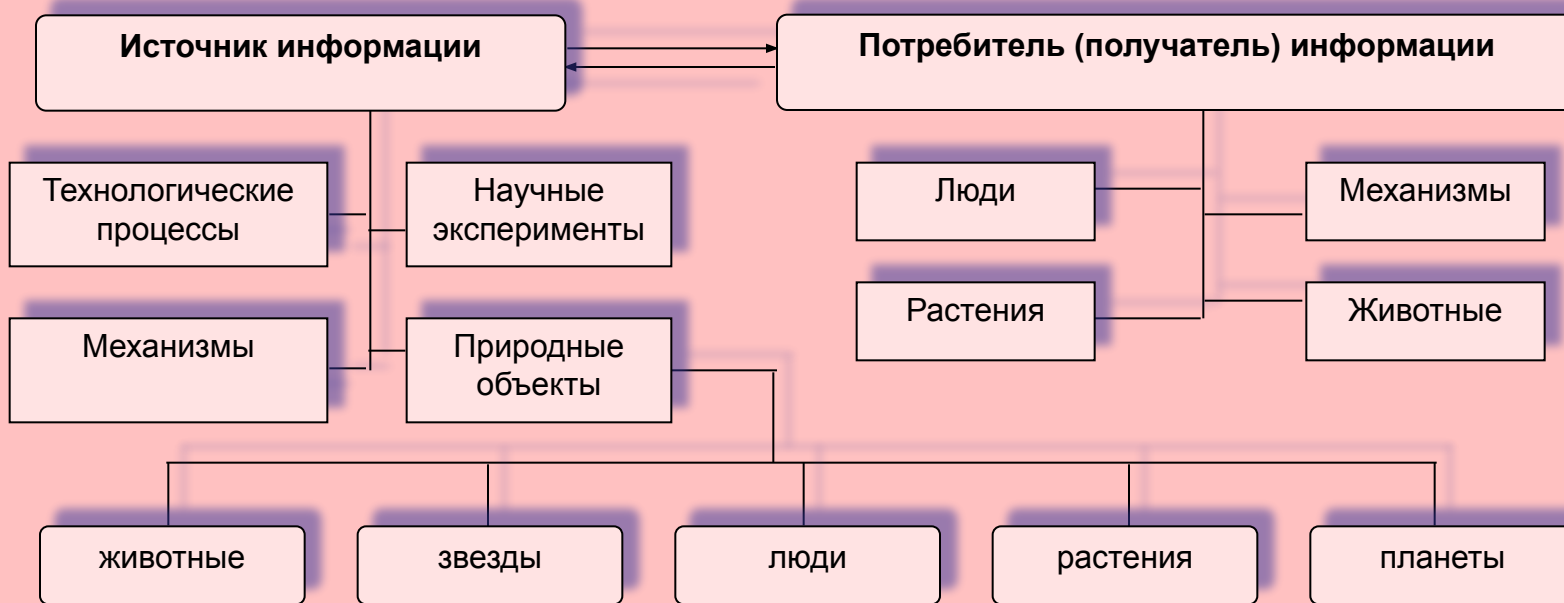 Источник информации
Потребитель (получатель) информации
Технологические
процессы
Научные
эксперименты
Люди
Механизмы
Механизмы
Природные
объекты
Растения
Животные
животные
звезды
люди
растения
планеты